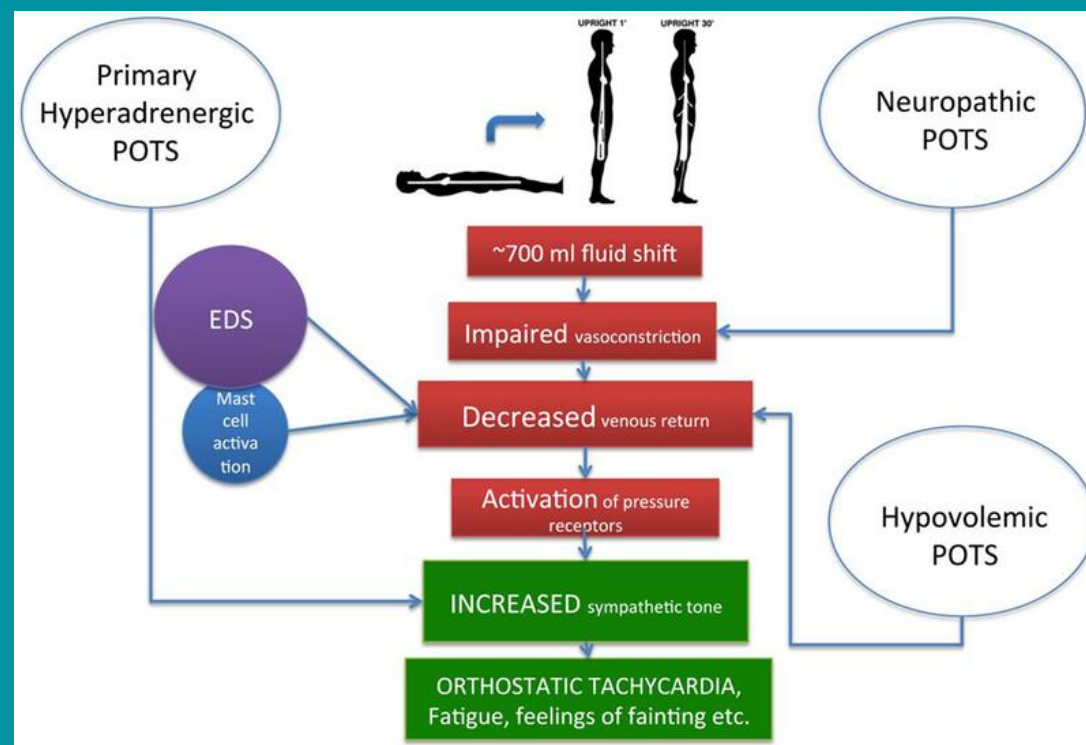 UPRIGHT 1'
UPRIGHT 30'
Primary
Hyperadrenergic
POTS
Neuropathic
POTS
~700 ml fluid shift
EDS
Impaired vasoconstriction
Mast
cell
activa
tion
Decreased venous return
Activation of pressure
receptors
Hypovolemic
POTS
INCREASED sympathetic tone
ORTHOSTATIC TACHYCARDIA,
Fatigue, feelings of fainting etc.